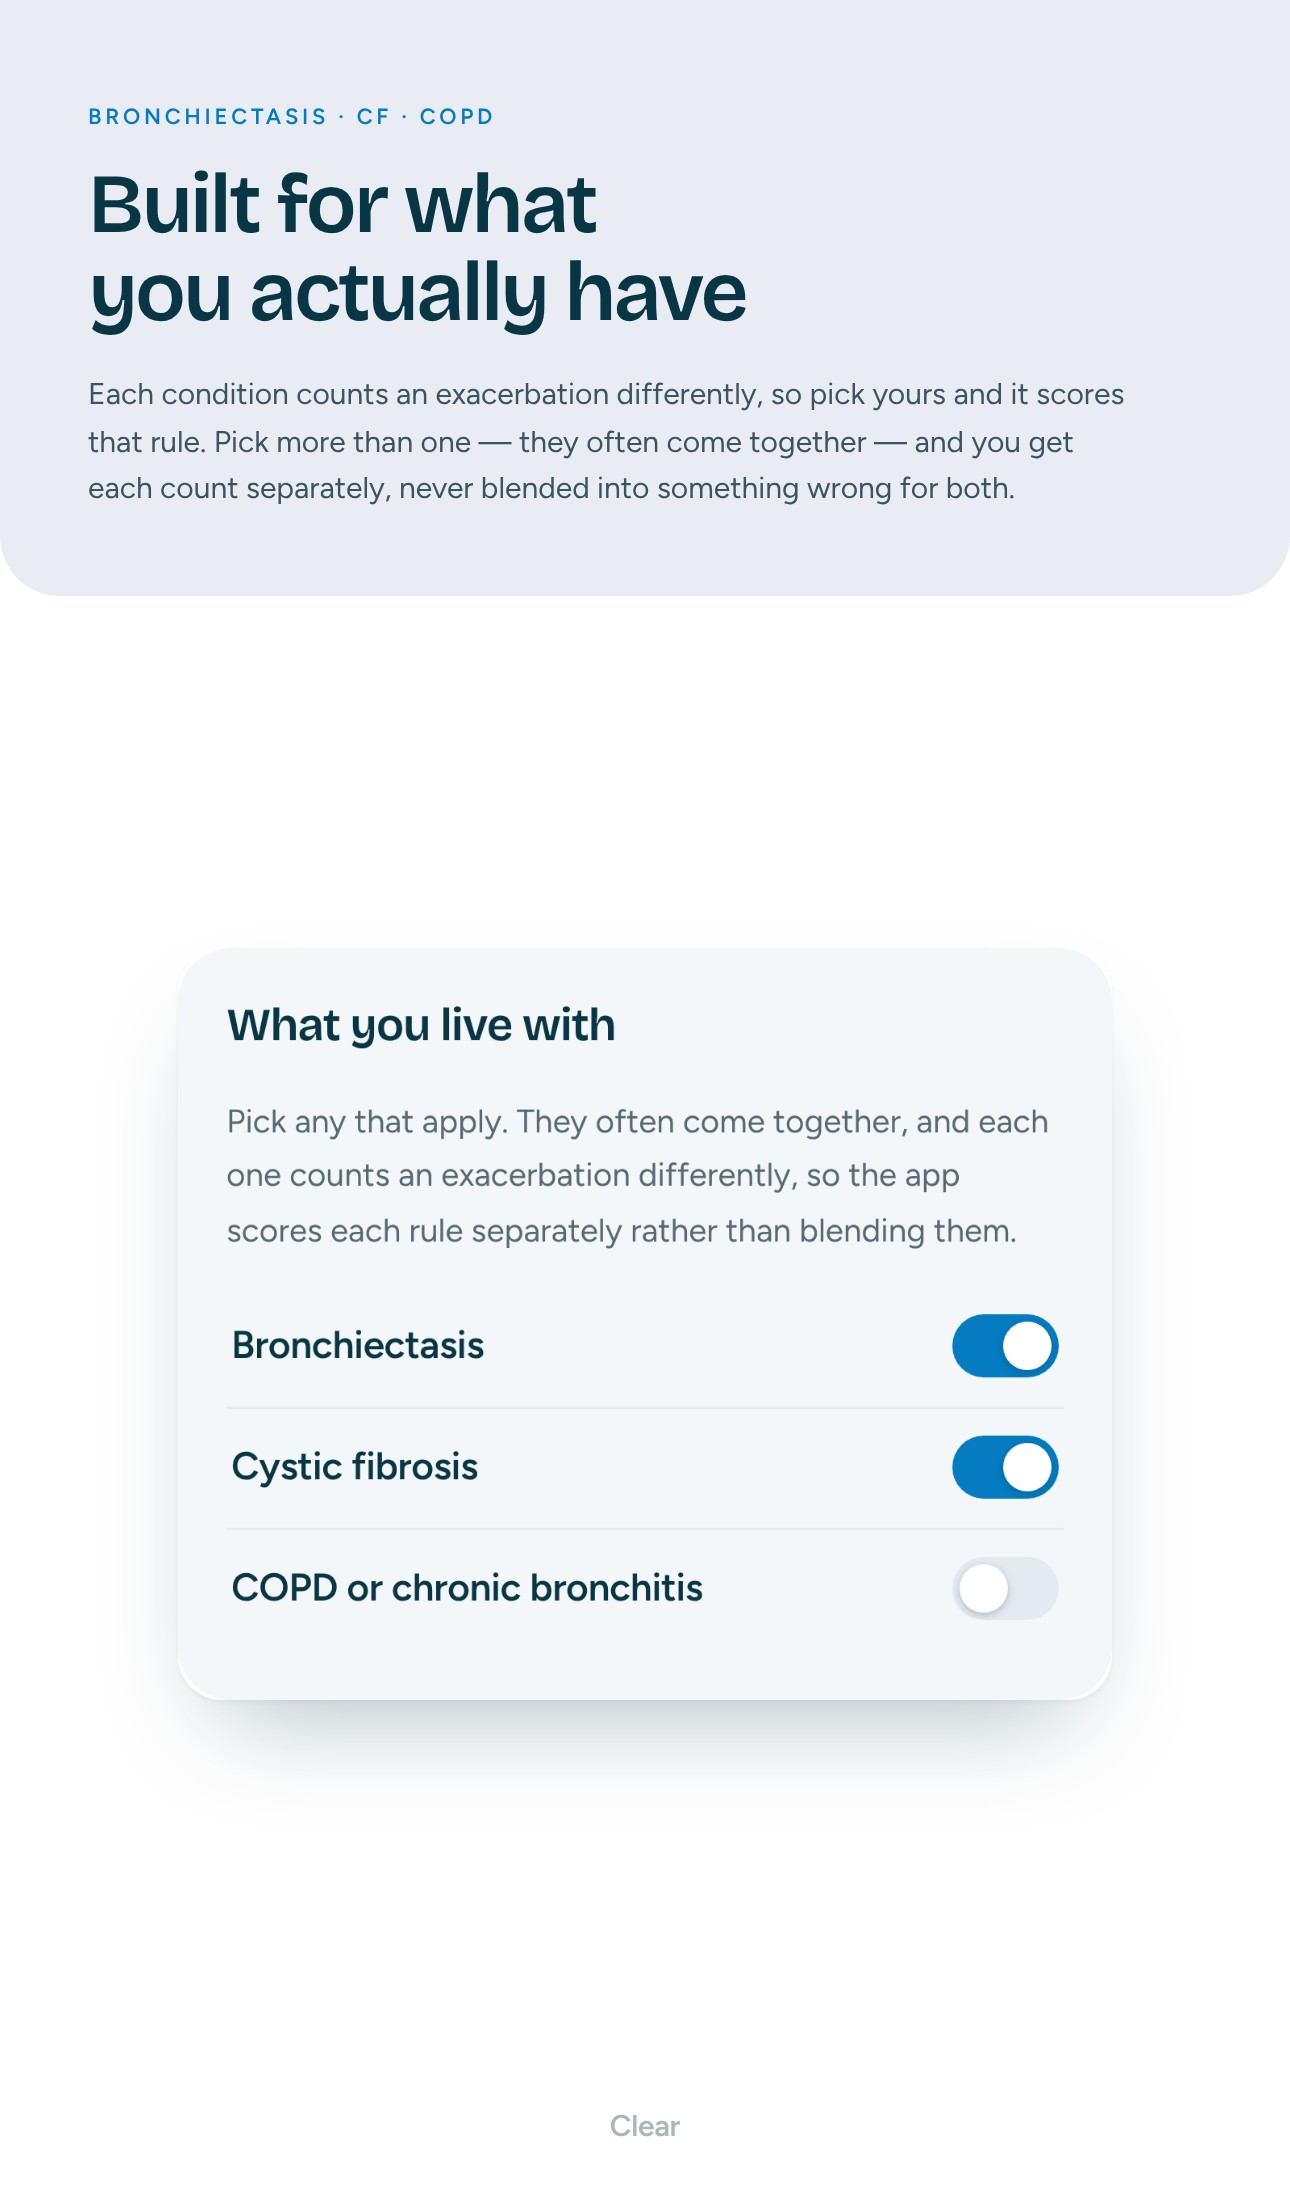 BRONCHIECTASIS · CF · COPD
Built for what
you actually have
Each condition counts an exacerbation differently, so pick yours and it scores
that rule. Pick more than one — they often come together — and you get
each count separately, never blended into something wrong for both.
What you live with
Pick any that apply. They often come together, and each
one counts an exacerbation differently, so the app
scores each rule separately rather than blending them.
Bronchiectasis
Cystic fibrosis
COPD or chronic bronchitis
Clear